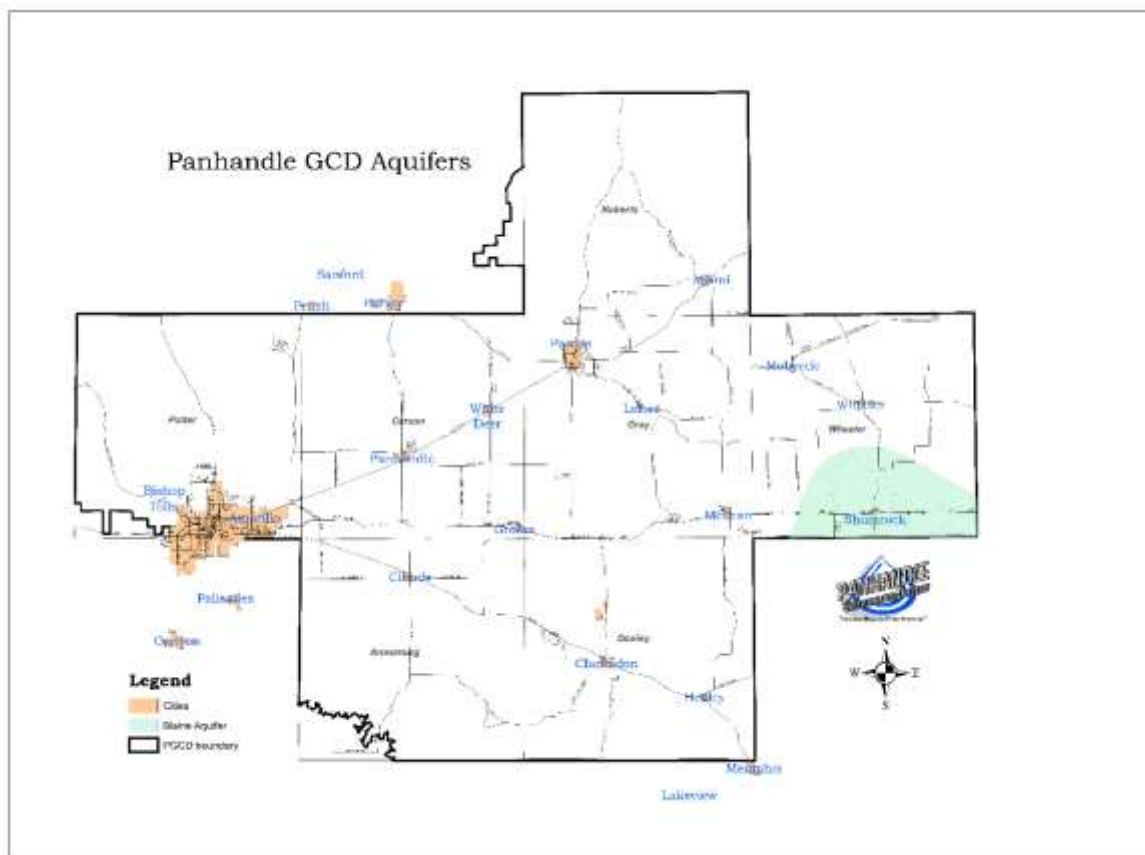 Panhandle GCD Aquifers
Roberts
Sanford
Fritch
Miami
Pampa
Mobeetie
White
Deer
Lefors
Wheeler
Potter
Carson
Gray
Wheeler
Panhandle
Bishop
Hills
Amarillo
Groom
McLean
Shamrock
Claude
Palisades
Canyon
Armstrong
Donley
Clarendon
Hedley
PANHANDLE
N
W
E
S
Legend
Cities
Blaine Aquifer
PGCD boundary
Memphis
Lakeview